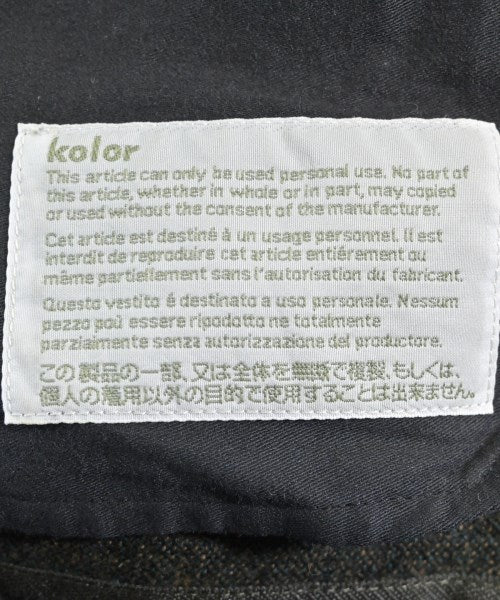 kolor
This article can only be used personal use. No part of
this article, whether in whole or in part, may copied
or used without the consent of the manufacturer.
Cet article est destiné à un usage personnel. Il est
interdit de reproduire cet article entiérement ou
même partiellement sans l'autorisation du fabricant.
Questo vestito é destinato a uso personale. Nessum
pezzo poù essere ripodotto ne totalmente
parzialmente senza autorizzazione del productore.
この製品の一部、又は全体を無断で複製、もしくは、
個人の着用以外の目的で使用することは出来ません。